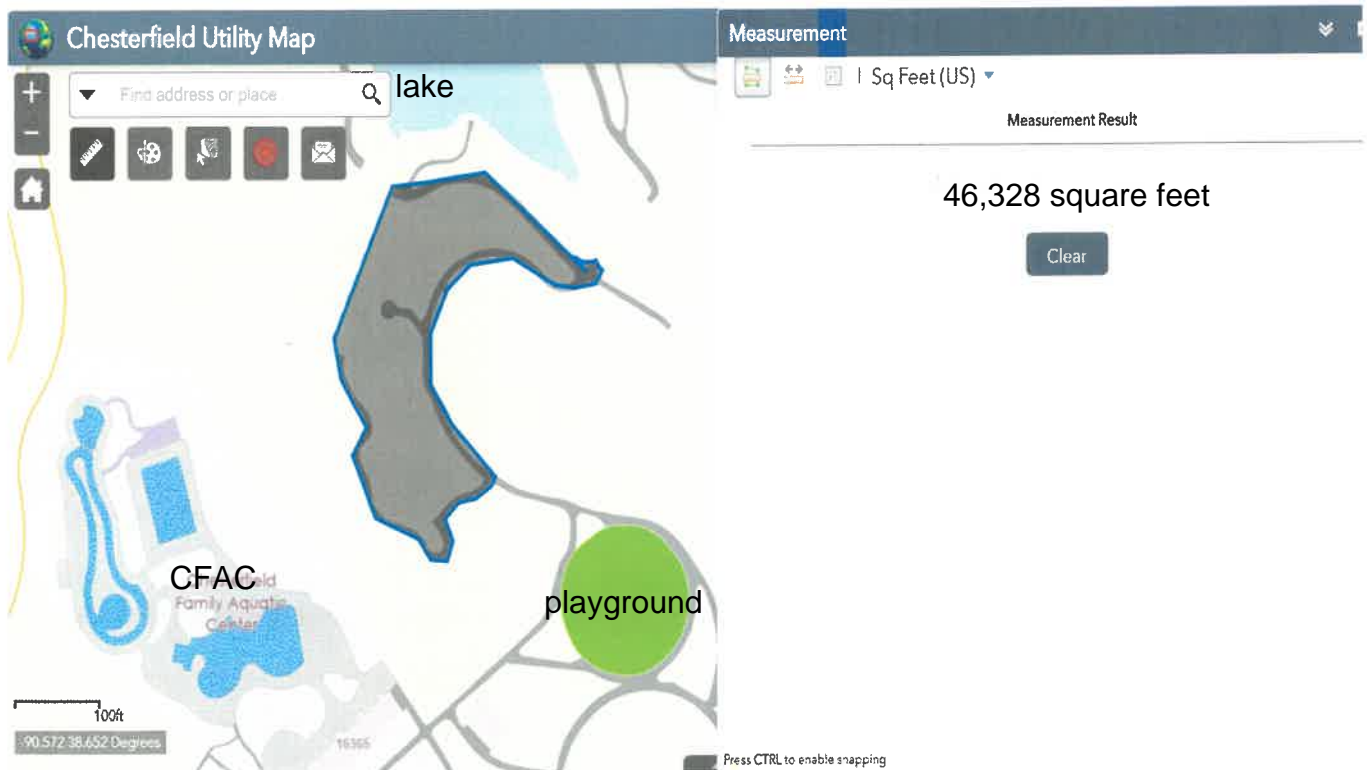 Chesterfield Utility Map
Find address or place
lake
CFAC
Chesterfield
Family Aquatic
Center
playground
100ft
-90.572 38.652 Degrees
16365
Measurement
Sq Feet (US)
Measurement Result
46,328 square feet
Clear
Press CTRL to enable snapping